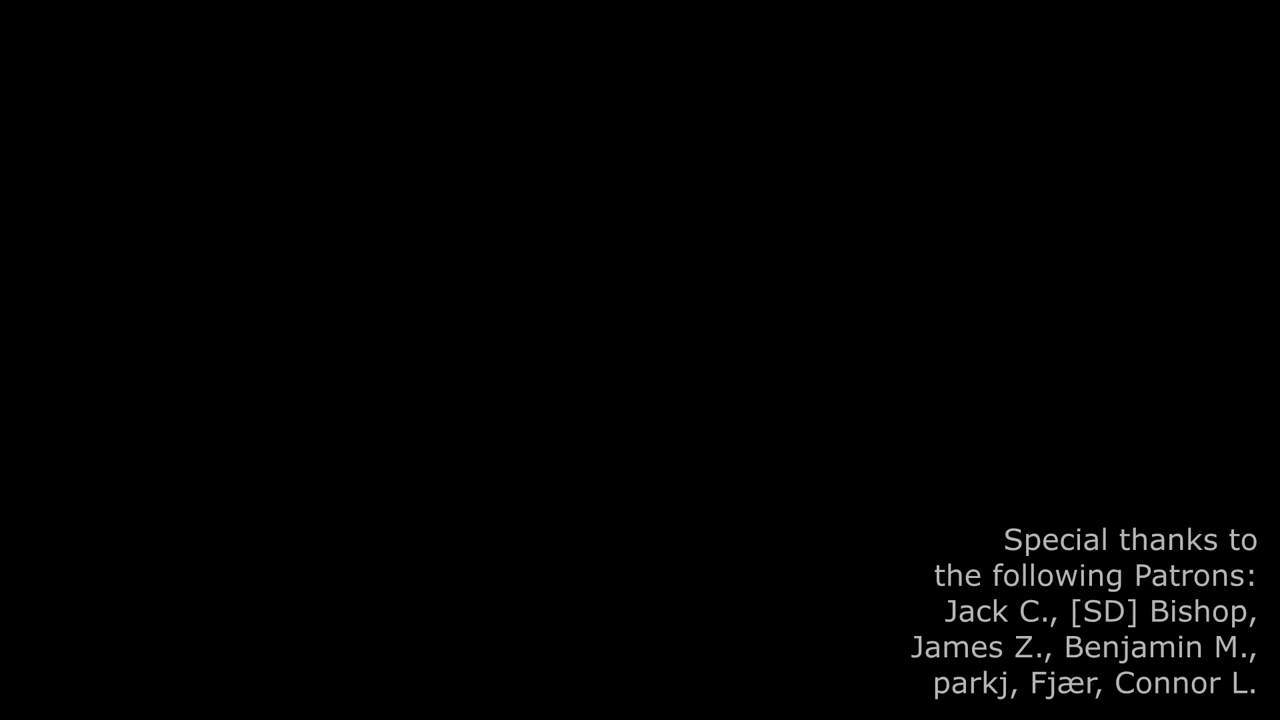 Special thanks to
the following Patrons:
Jack C., [SD] Bishop,
James Z., Benjamin M.,
parkj, Fjær, Connor L.